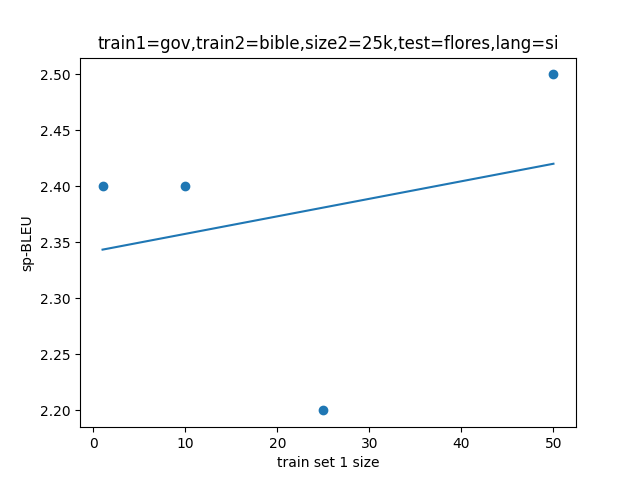 train1=gov,train2=bible,size2=25k,test=flores,lang=si
2.50
2.45
2.40
2.35
2.30
2.25
2.20
sp-BLEU
0 10 20 30 40 50
train set 1 size